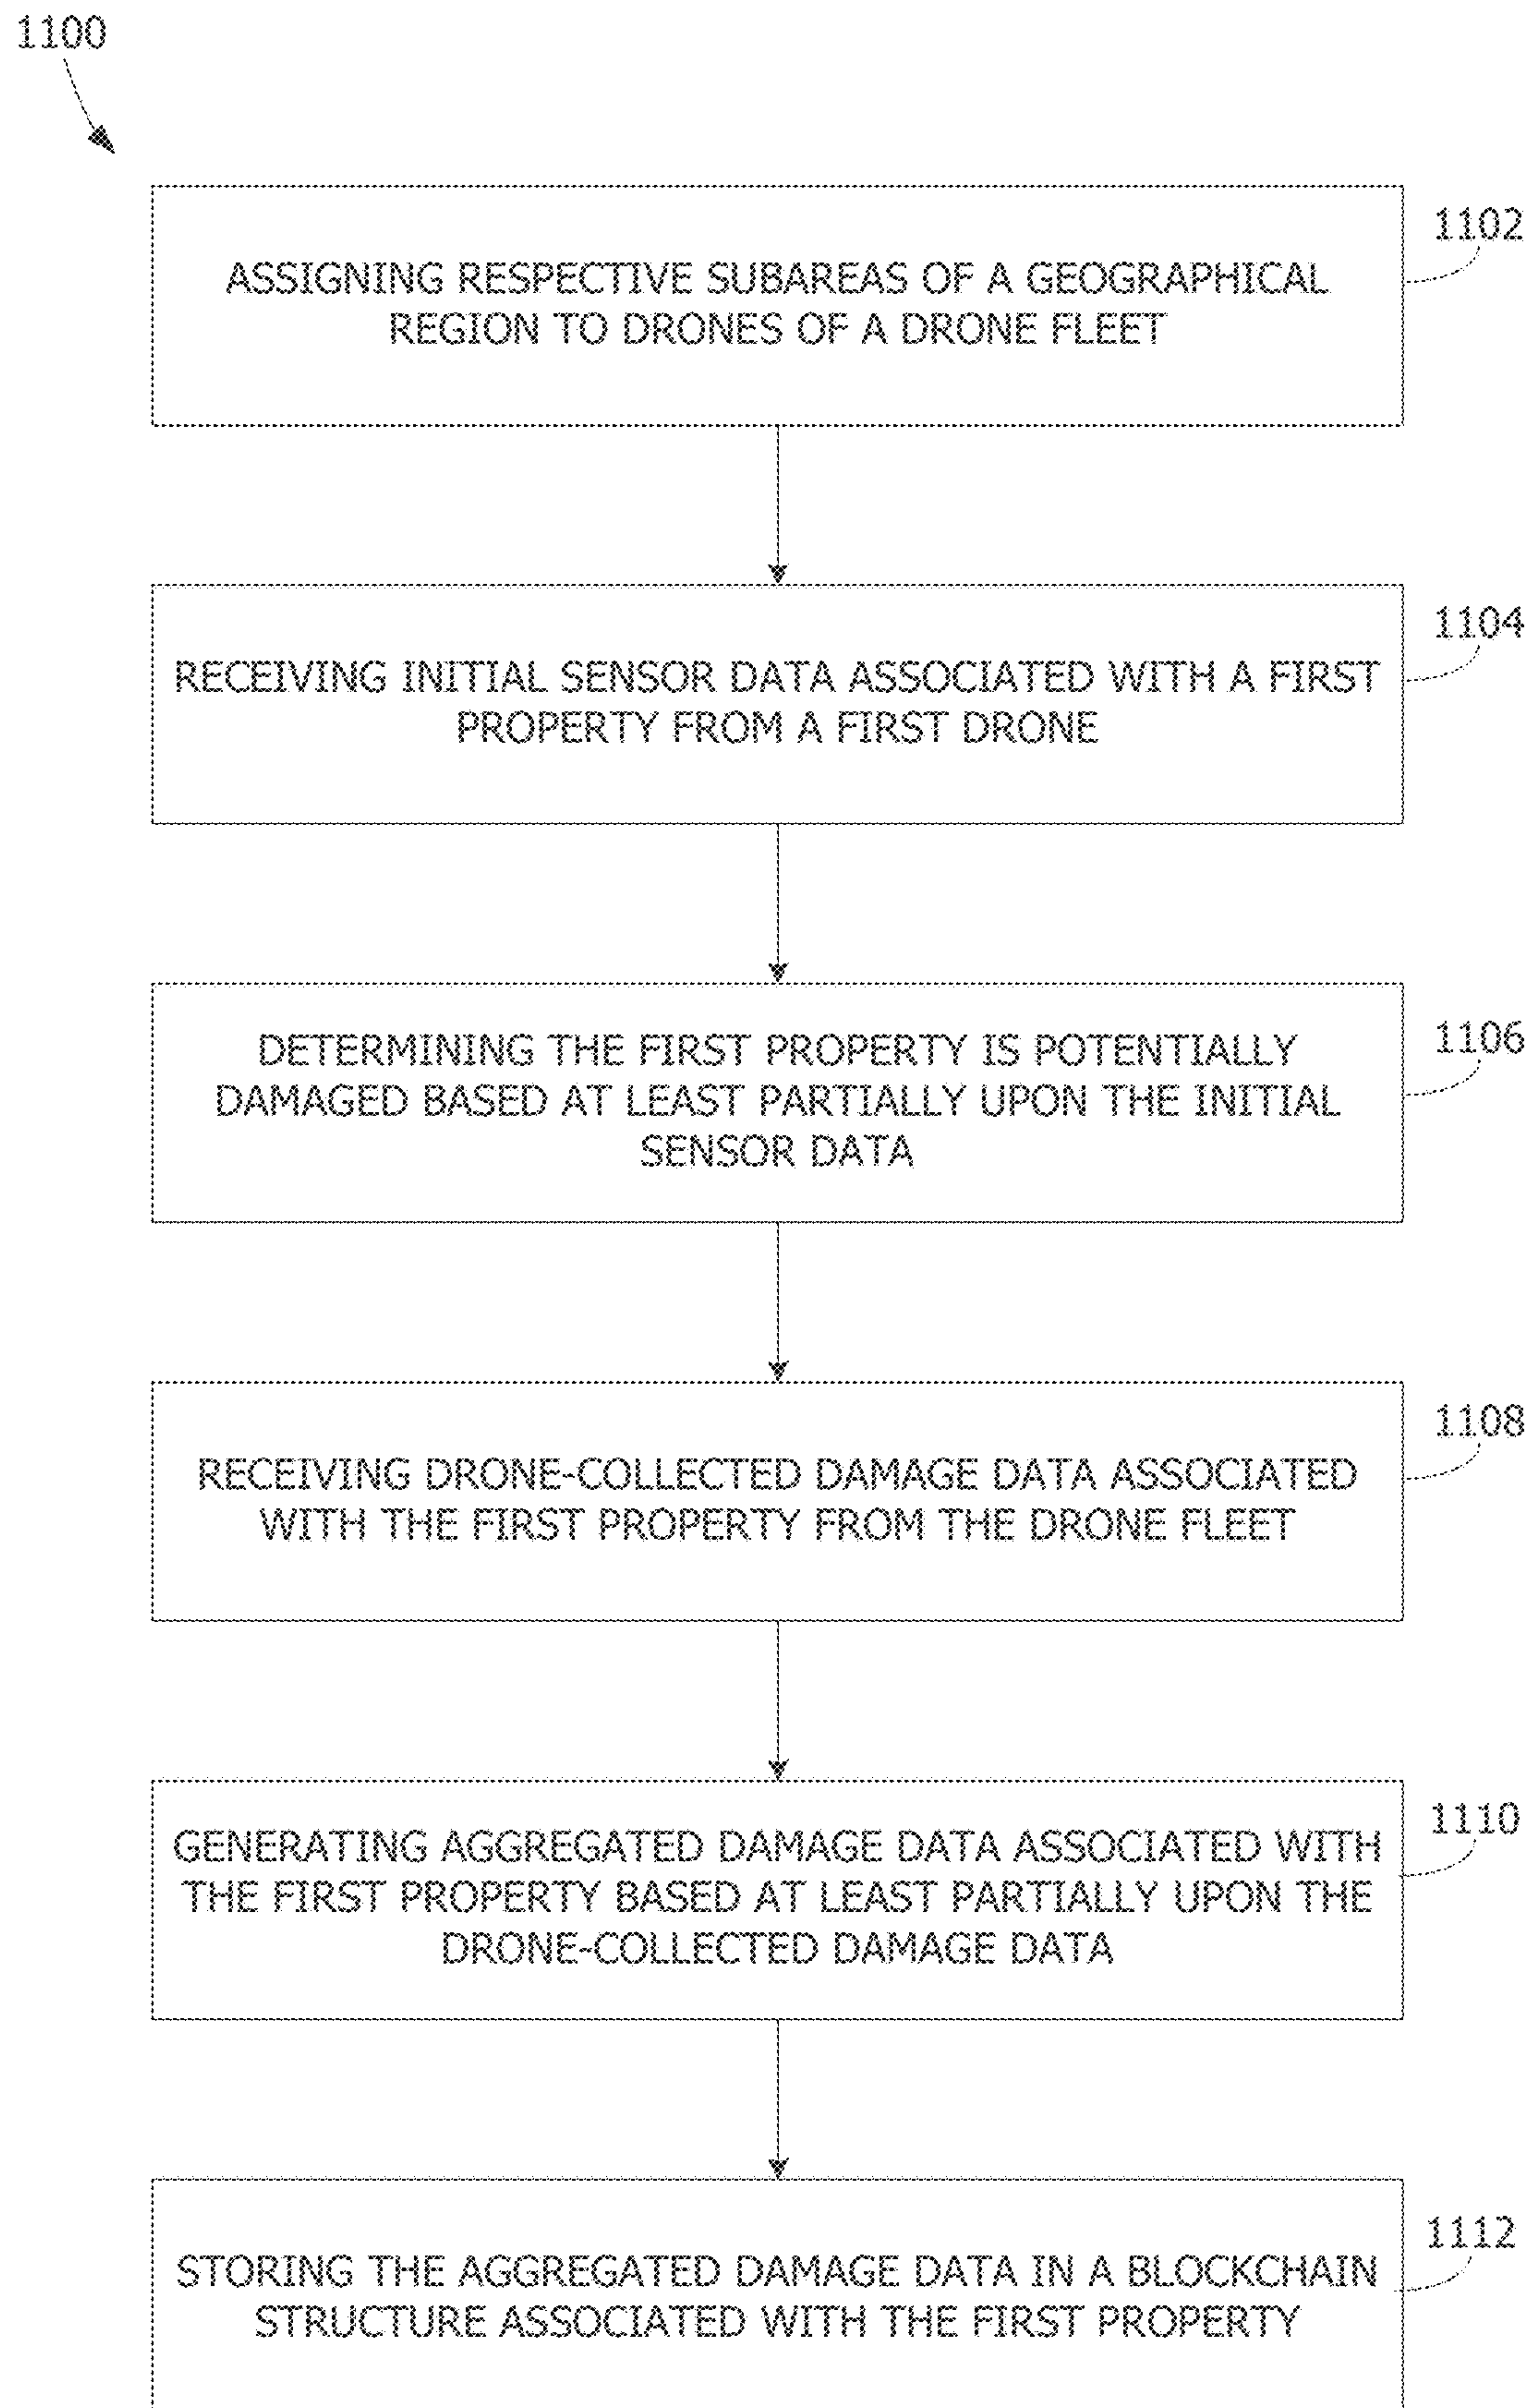 1100
1102
ASSIGNING RESPECTIVE SUBAREAS OF A GEOGRAPHICAL
REGION TO DRONES OF A DRONE FLEET
1104
RECEIVING INITIAL SENSOR DATA ASSOCIATED WITH A FIRST
PROPERTY FROM A FIRST DRONE
1106
DETERMINING THE FIRST PROPERTY IS POTENTIALLY
DAMAGED BASED AT LEAST PARTIALLY UPON THE INITIAL
SENSOR DATA
1108
RECEIVING DRONE-COLLECTED DAMAGE DATA ASSOCIATED
WITH THE FIRST PROPERTY FROM THE DRONE FLEET
1110
GENERATING AGGREGATED DAMAGE DATA ASSOCIATED WITH
THE FIRST PROPERTY BASED AT LEAST PARTIALLY UPON THE
DRONE-COLLECTED DAMAGE DATA
1112
STORING THE AGGREGATED DAMAGE DATA IN A BLOCKCHAIN
STRUCTURE ASSOCIATED WITH THE FIRST PROPERTY